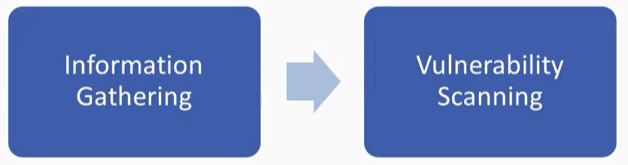 Information
Gathering
Vulnerability
Scanning